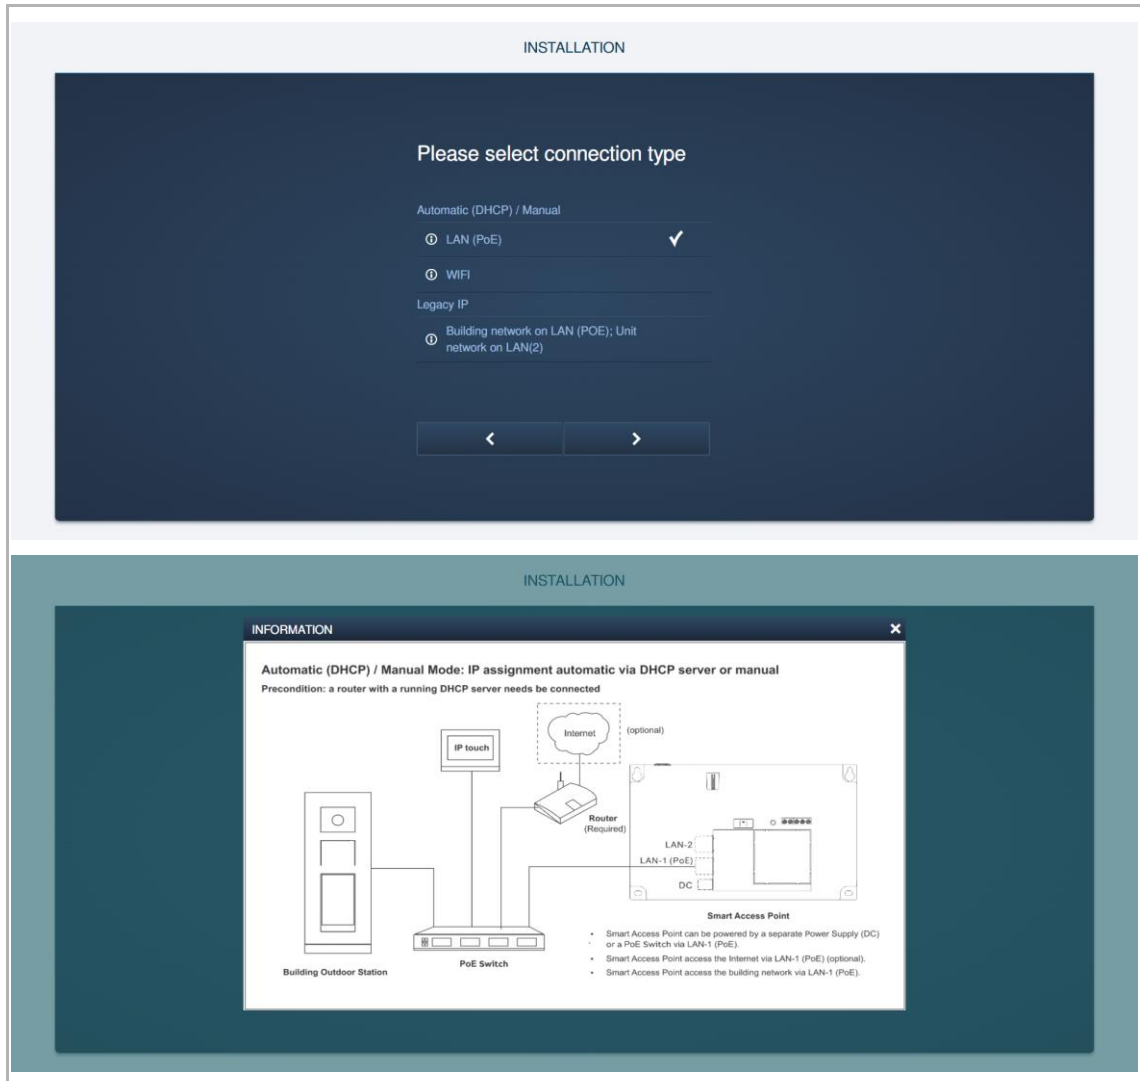 INSTALLATION
Please select connection type
Automatic (DHCP) / Manual
LAN (PoE)
WIFI
Legacy IP
Building network on LAN (POE); Unit
network on LAN(2)
INSTALLATION
INFORMATION
Automatic (DHCP) / Manual Mode: IP assignment automatic via DHCP server or manual
Precondition: a router with a running DHCP server needs be connected
Internet
(optional)
IP touch
Router
(Required)
LAN-2
LAN-1 (PoE)
DC
Smart Access Point
Building Outdoor Station
PoE Switch
• Smart Access Point can be powered by a separate Power Supply (DC)
or a PoE Switch via LAN-1 (PoE).
• Smart Access Point access the Internet via LAN-1 (PoE) (optional).
• Smart Access Point access the building network via LAN-1 (PoE).